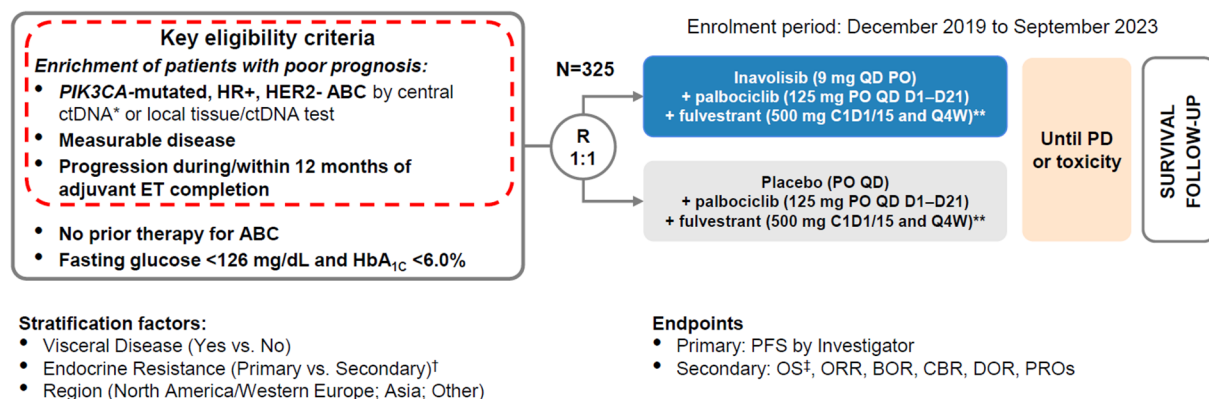 Key eligibility criteria
Enrichment of patients with poor prognosis:
• PIK3CA-mutated, HR+, HER2- ABC by central
ctDNA* or local tissue/ctDNA test
• Measurable disease
• Progression during/within 12 months of
adjuvant ET completion
• No prior therapy for ABC
• Fasting glucose <126 mg/dL and HbA1C <6.0%
N=325
R
1:1
Enrolment period: December 2019 to September 2023
Inavolisib (9 mg QD PO)
+ palbociclib (125 mg PO QD D1–D21)
+ fulvestrant (500 mg C1D1/15 and Q4W)**
Placebo (PO QD)
+ palbociclib (125 mg PO QD D1–D21)
+ fulvestrant (500 mg C1D1/15 and Q4W)**
Until PD
or toxicity
SURVIVAL
FOLLOW-UP
Stratification factors:
• Visceral Disease (Yes vs. No)
• Endocrine Resistance (Primary vs. Secondary)†
• Region (North America/Western Europe; Asia; Other)
Endpoints
• Primary: PFS by Investigator
• Secondary: OS‡, ORR, BOR, CBR, DOR, PROs